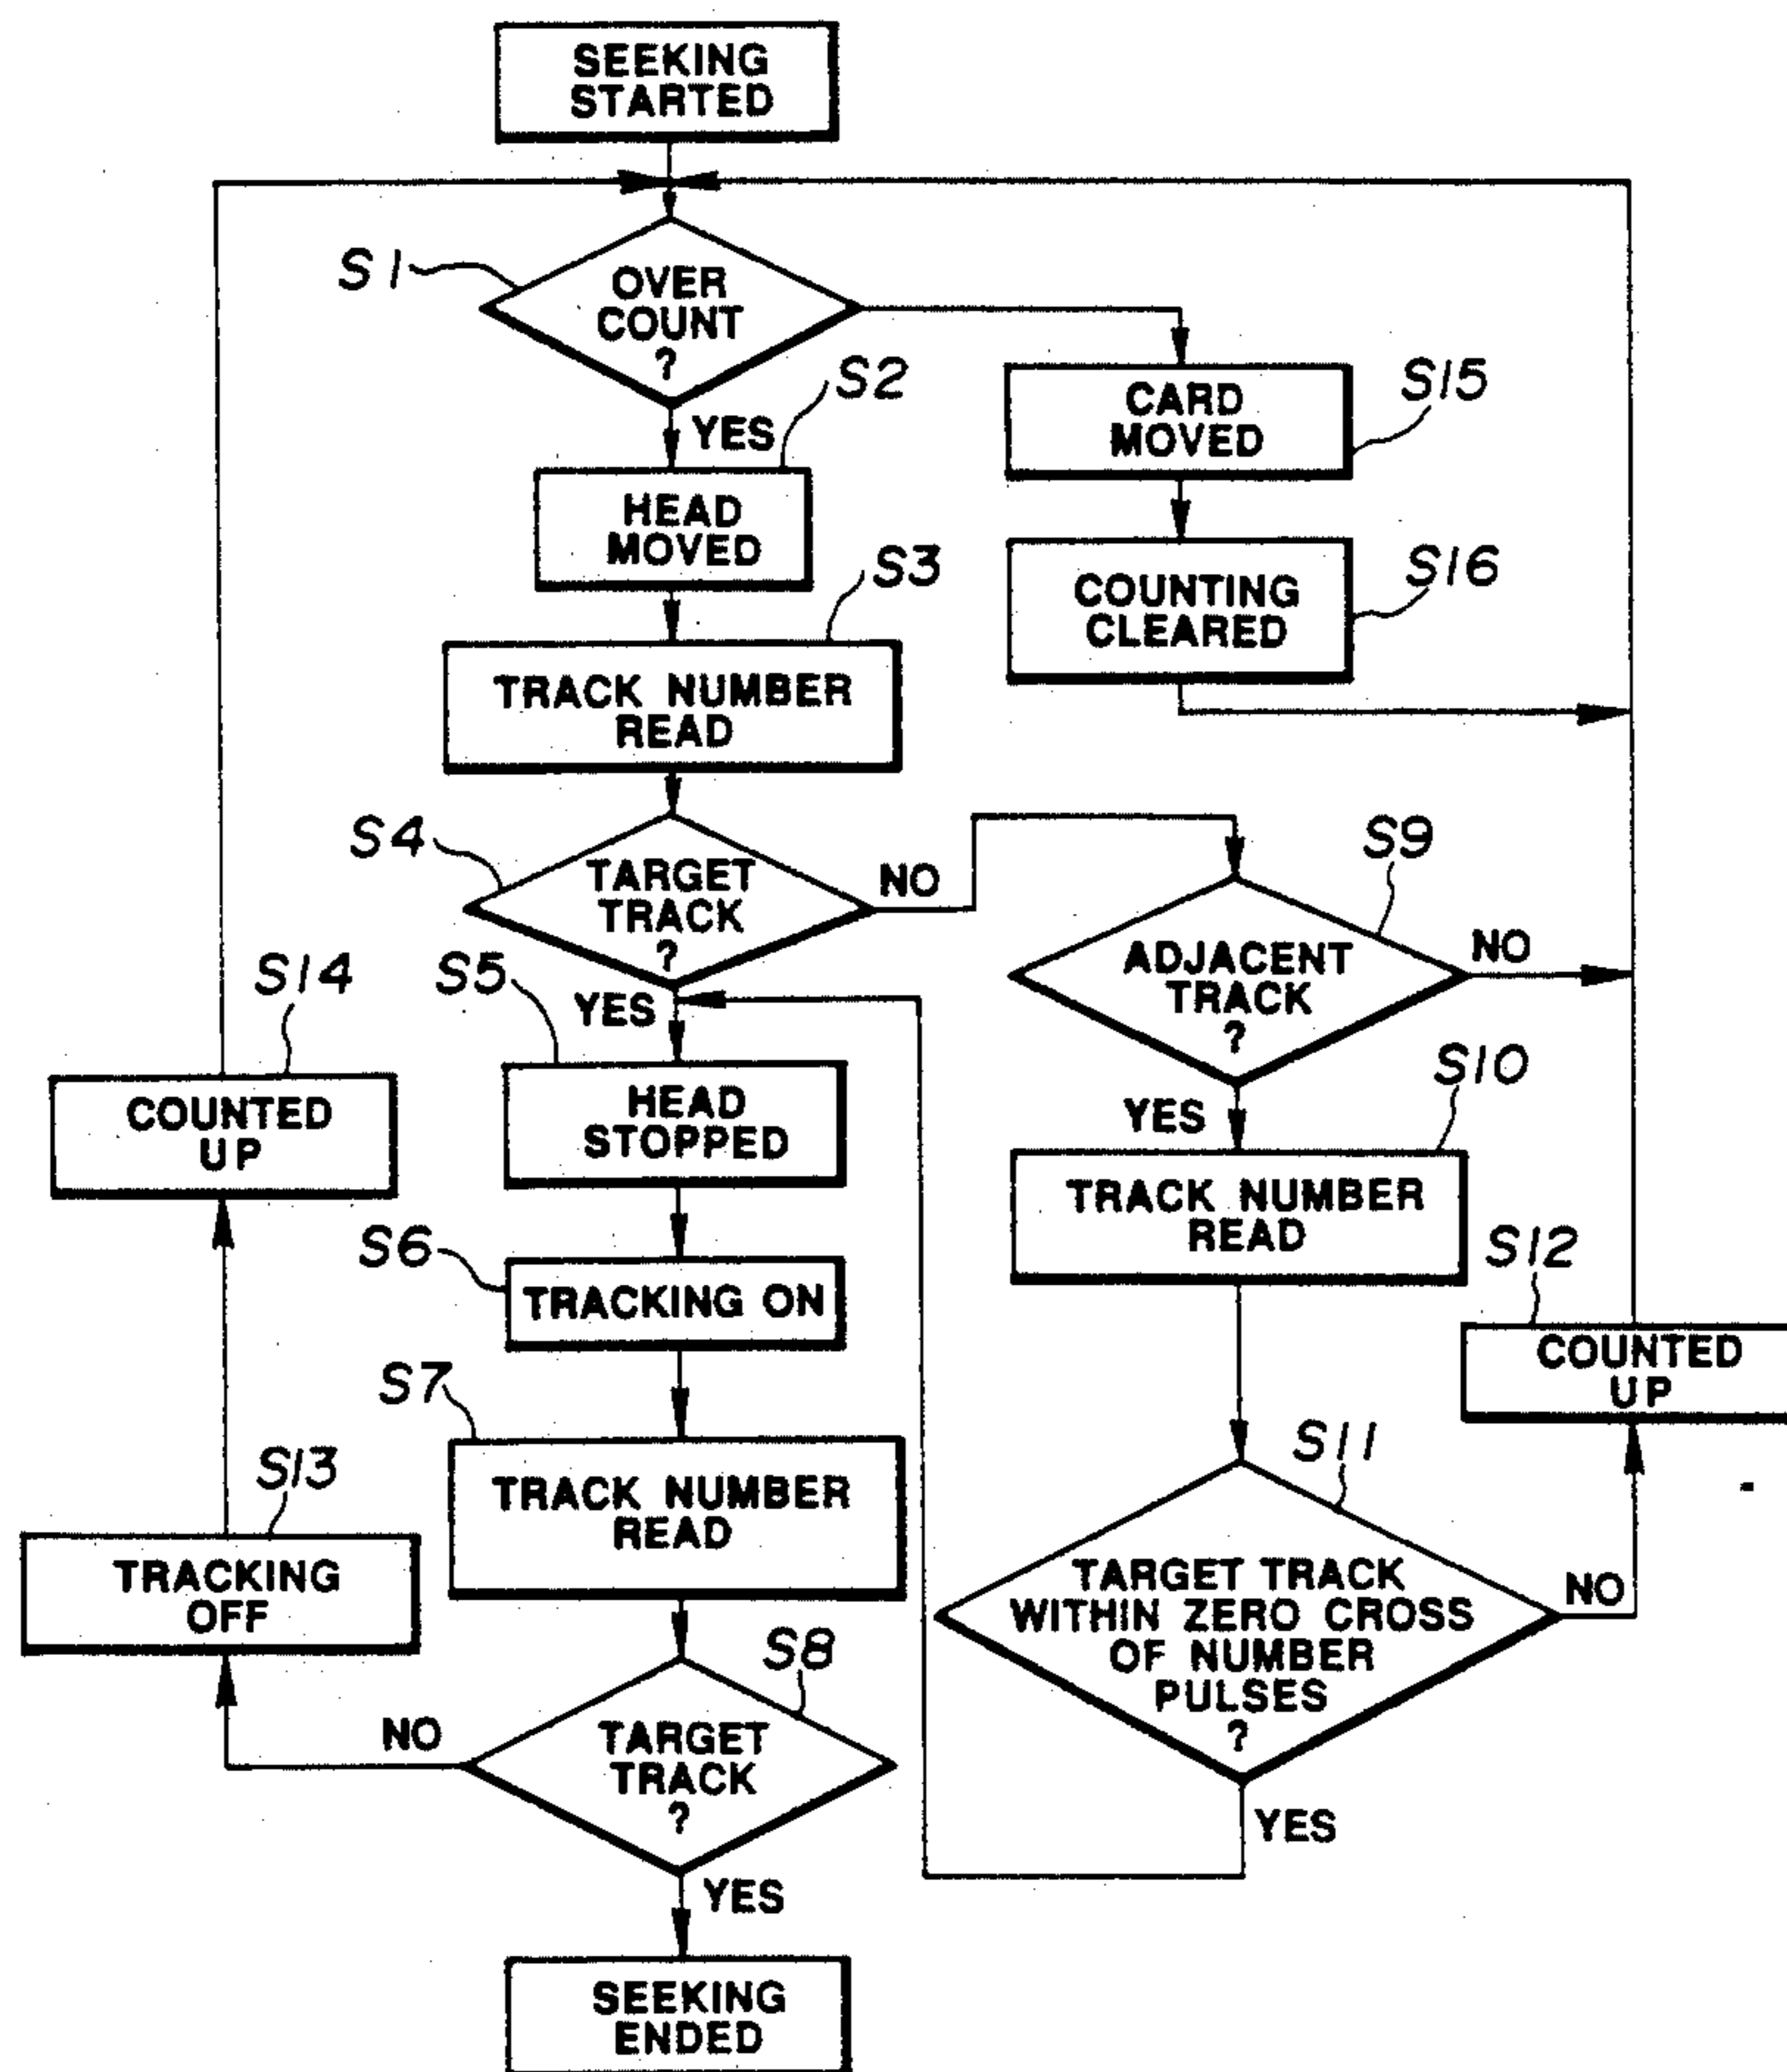 SEEKING
STARTED
S1
OVER
COUNT
?
YES
S2
HEAD
MOVED
S15
CARD
MOVED
S3
TRACK NUMBER
READ
S16
COUNTING
CLEARED
S4
TARGET
TRACK
?
NO
YES
S9
ADJACENT
TRACK
?
NO
YES
S5
HEAD
STOPPED
S14
COUNTED
UP
S10
TRACK NUMBER
READ
S6
TRACKING ON
S12
COUNTED
UP
S7
TRACK NUMBER
READ
S11
TARGET TRACK
WITHIN ZERO CROSS
OF NUMBER
PULSES
?
NO
YES
S13
TRACKING
OFF
S8
TARGET
TRACK
?
NO
YES
SEEKING
ENDED